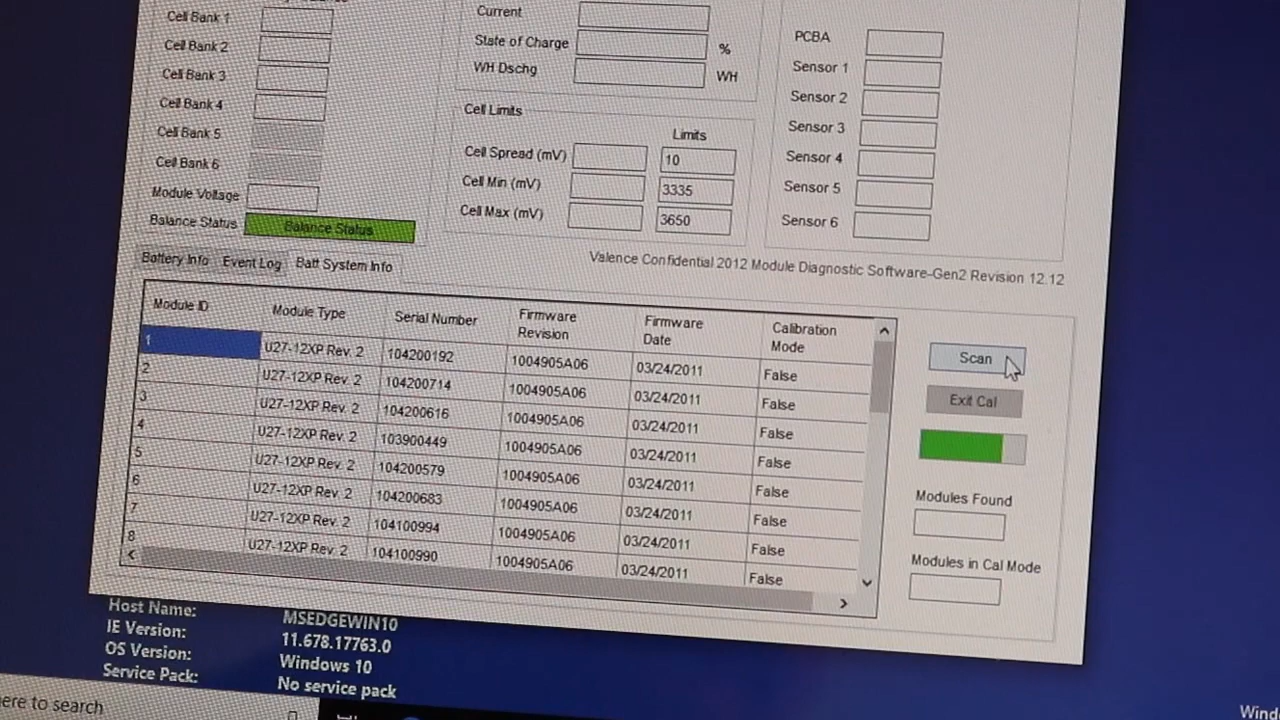 Cell Bank 1
Cell Bank 2
Cell Bank 3
Cell Bank 4
Cell Bank 5
Cell Bank 6
Module Voltage
Balance Status Balance Status
Current
State of Charge %
WH Dschg WH
Cell Limits
Limits
Cell Spread (mV) 10
Cell Min (mV) 3335
Cell Max (mV) 3650
PCBA
Sensor 1
Sensor 2
Sensor 3
Sensor 4
Sensor 5
Sensor 6
Battery Info Event Log Batt System Info
Valence Confidential 2012 Module Diagnostic Software-Gen2 Revision 12.12
Module ID Module Type Serial Number Firmware Revision Firmware Date Calibration Mode
1 U27-12XP Rev. 2 104200192 1004905A06 03/24/2011 False
2 U27-12XP Rev. 2 104200714 1004905A06 03/24/2011 False
3 U27-12XP Rev. 2 104200616 1004905A06 03/24/2011 False
4 U27-12XP Rev. 2 103900449 1004905A06 03/24/2011 False
5 U27-12XP Rev. 2 104200579 1004905A06 03/24/2011 False
6 U27-12XP Rev. 2 104200683 1004905A06 03/24/2011 False
7 U27-12XP Rev. 2 104100994 1004905A06 03/24/2011 False
8 U27-12XP Rev. 2 104100990 1004905A06 03/24/2011 False
Scan
Exit Cal
Modules Found
Modules in Cal Mode
Host Name: MSEDGEWIN10
IE Version: 11.678.17763.0
OS Version: Windows 10
Service Pack: No service pack
ere to search
Wind